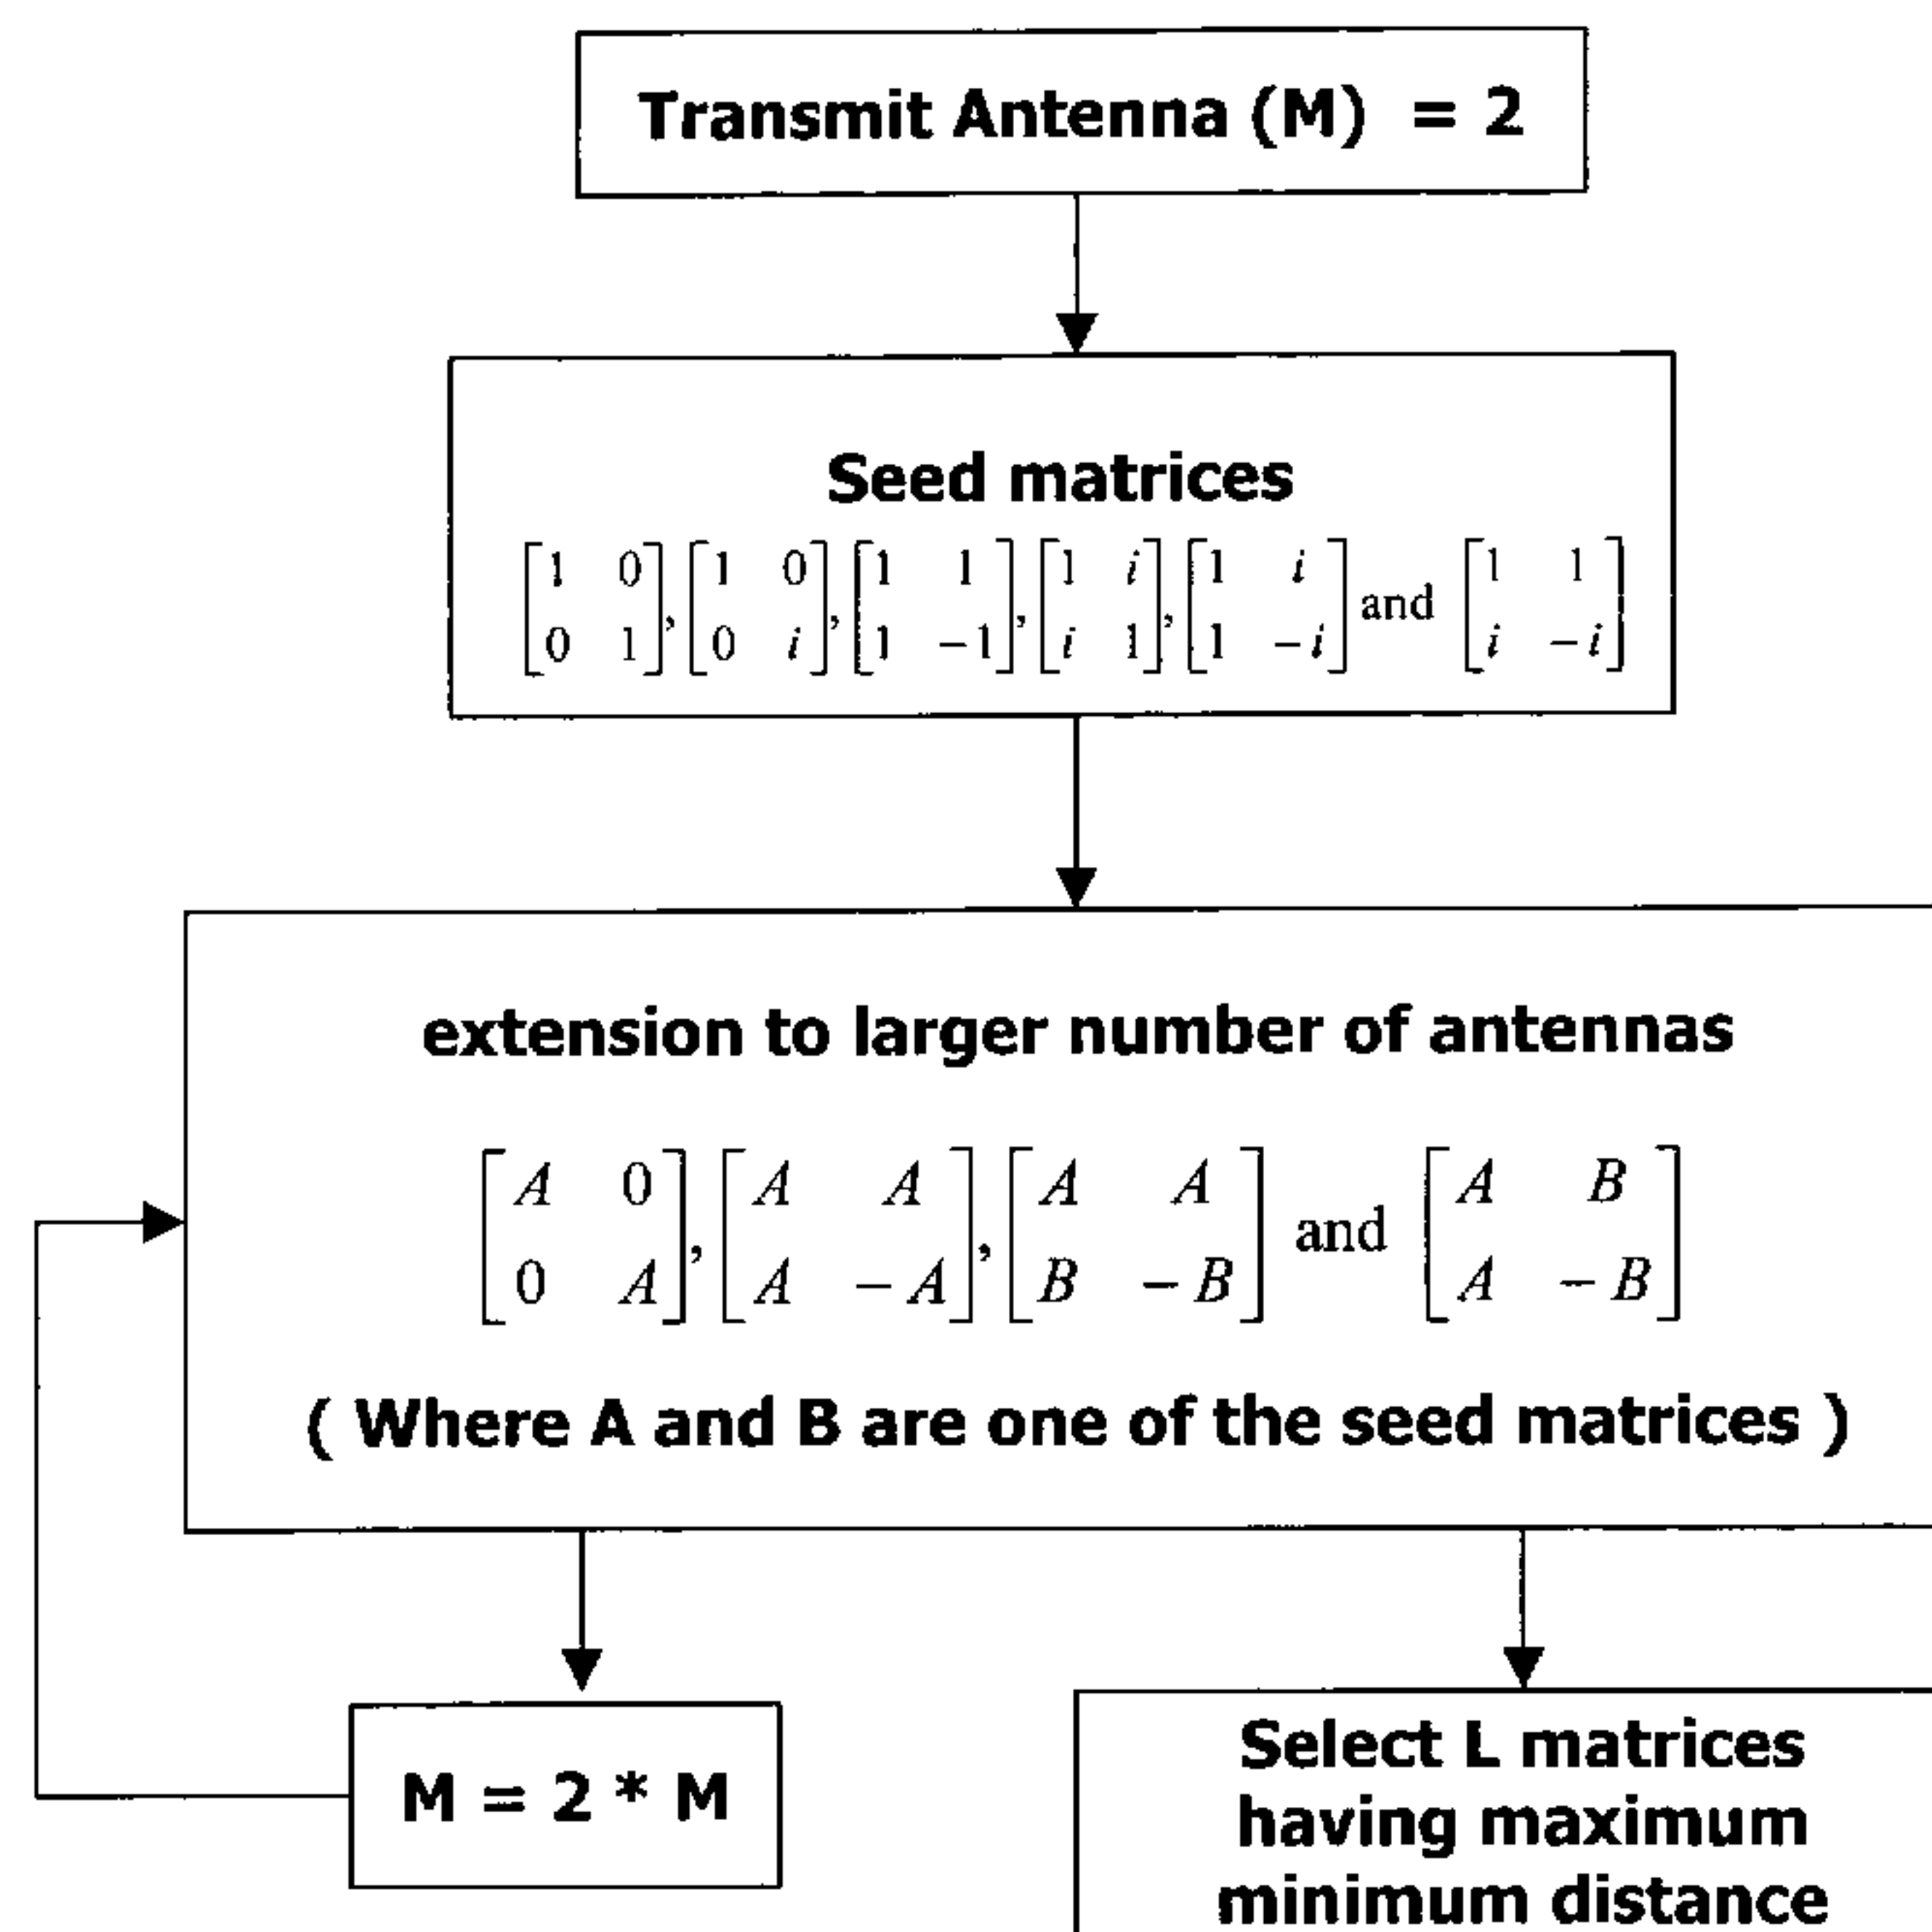 Transmit Antenna (M) = 2
Seed matrices
[1 0; 0 1], [1 0; 0 i], [1 1; 1 −1], [1 i; i 1], [1 i; 1 −i] and [1 1; i −i]
extension to larger number of antennas
[A 0; 0 A], [A A; A −A], [A A; B −B] and [A B; A −B]
( Where A and B are one of the seed matrices )
M = 2 * M
Select L matrices
having maximum
minimum distance